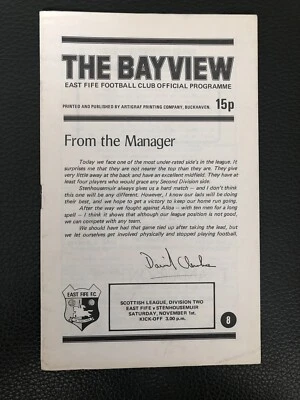 THE BAYVIEW
EAST FIFE FOOTBALL CLUB OFFICIAL PROGRAMME
PRINTED AND PUBLISHED BY ARTIGRAF PRINTING COMPANY, BUCKHAVEN 15p
From the Manager
Today we face one of the most under-rated side's in the league. It
surprises me that they are not nearer the top than they are. They give
very little away at the back and have an excellent midfield. They have at
least four players who would grace any Second Division side.
Stenhousemuir always gives us a hard match – and I don't think
this one will be any different. However, I know our lads will be doing
their best, and we hope to get a victory to keep our home run going.
After the way we fought against Alloa – with ten men for a long
spell – I think it shows that although our league position is not good, we
can compete with any team.
We should have had that game tied up after taking the lead, but
we let ourselves get involved physically and stopped playing football.
David Clarke
EAST FIFE F.C.
SCOTTISH LEAGUE, DIVISION TWO
EAST FIFE v STENHOUSEMUIR
SATURDAY, NOVEMBER 1st.
KICK-OFF 3.00 p.m.
8